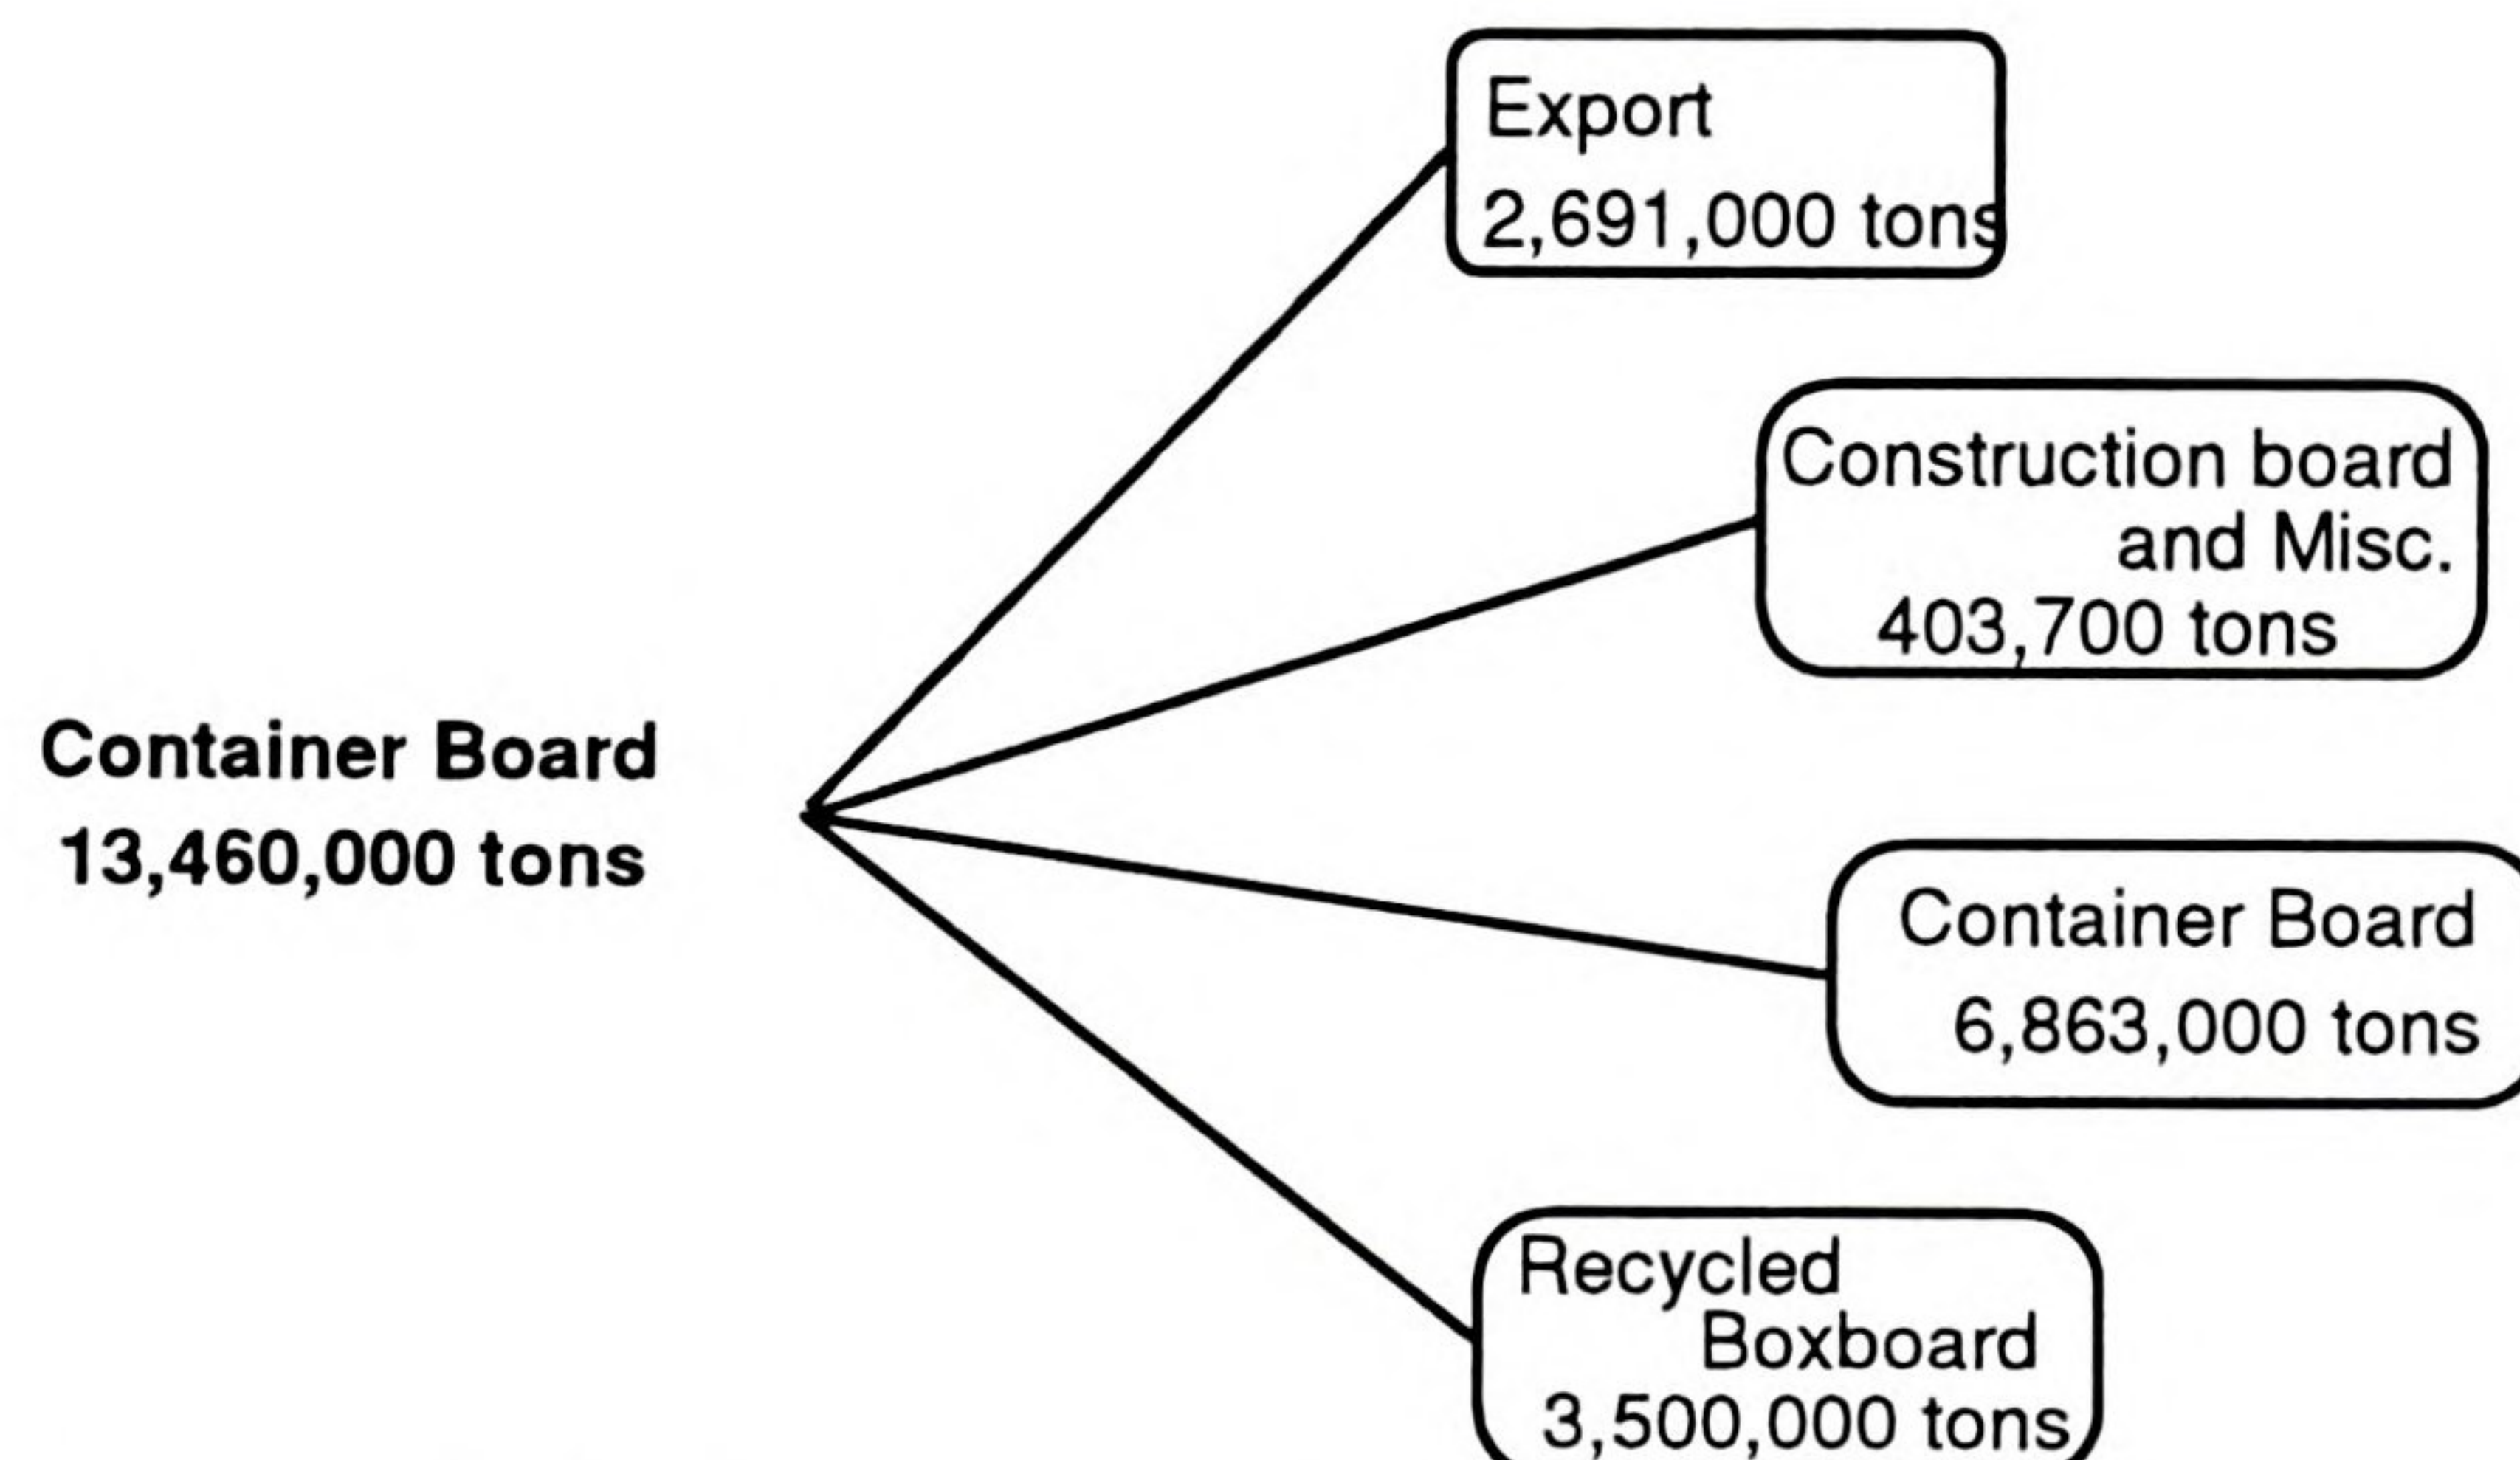 Export
2,691,000 tons
Construction board
and Misc.
403,700 tons
Container Board
13,460,000 tons
Container Board
6,863,000 tons
Recycled
Boxboard
3,500,000 tons